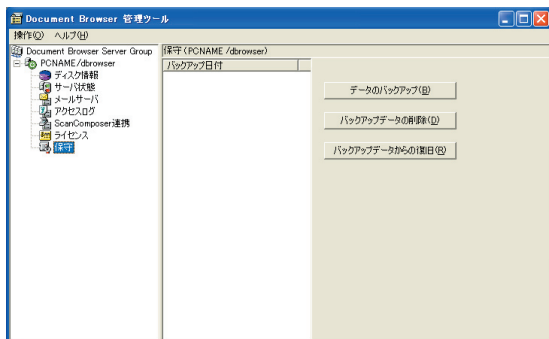 Document Browser 管理ツール
操作(O) ヘルプ(H)
Document Browser Server Group
PCNAME/dbrowser
ディスク情報
サーバ状態
メールサーバ
アクセスログ
ScanComposer連携
ライセンス
保守
保守(PCNAME /dbrowser)
バックアップ日付
データのバックアップ(B)
バックアップデータの削除(D)
バックアップデータからの復旧(R)